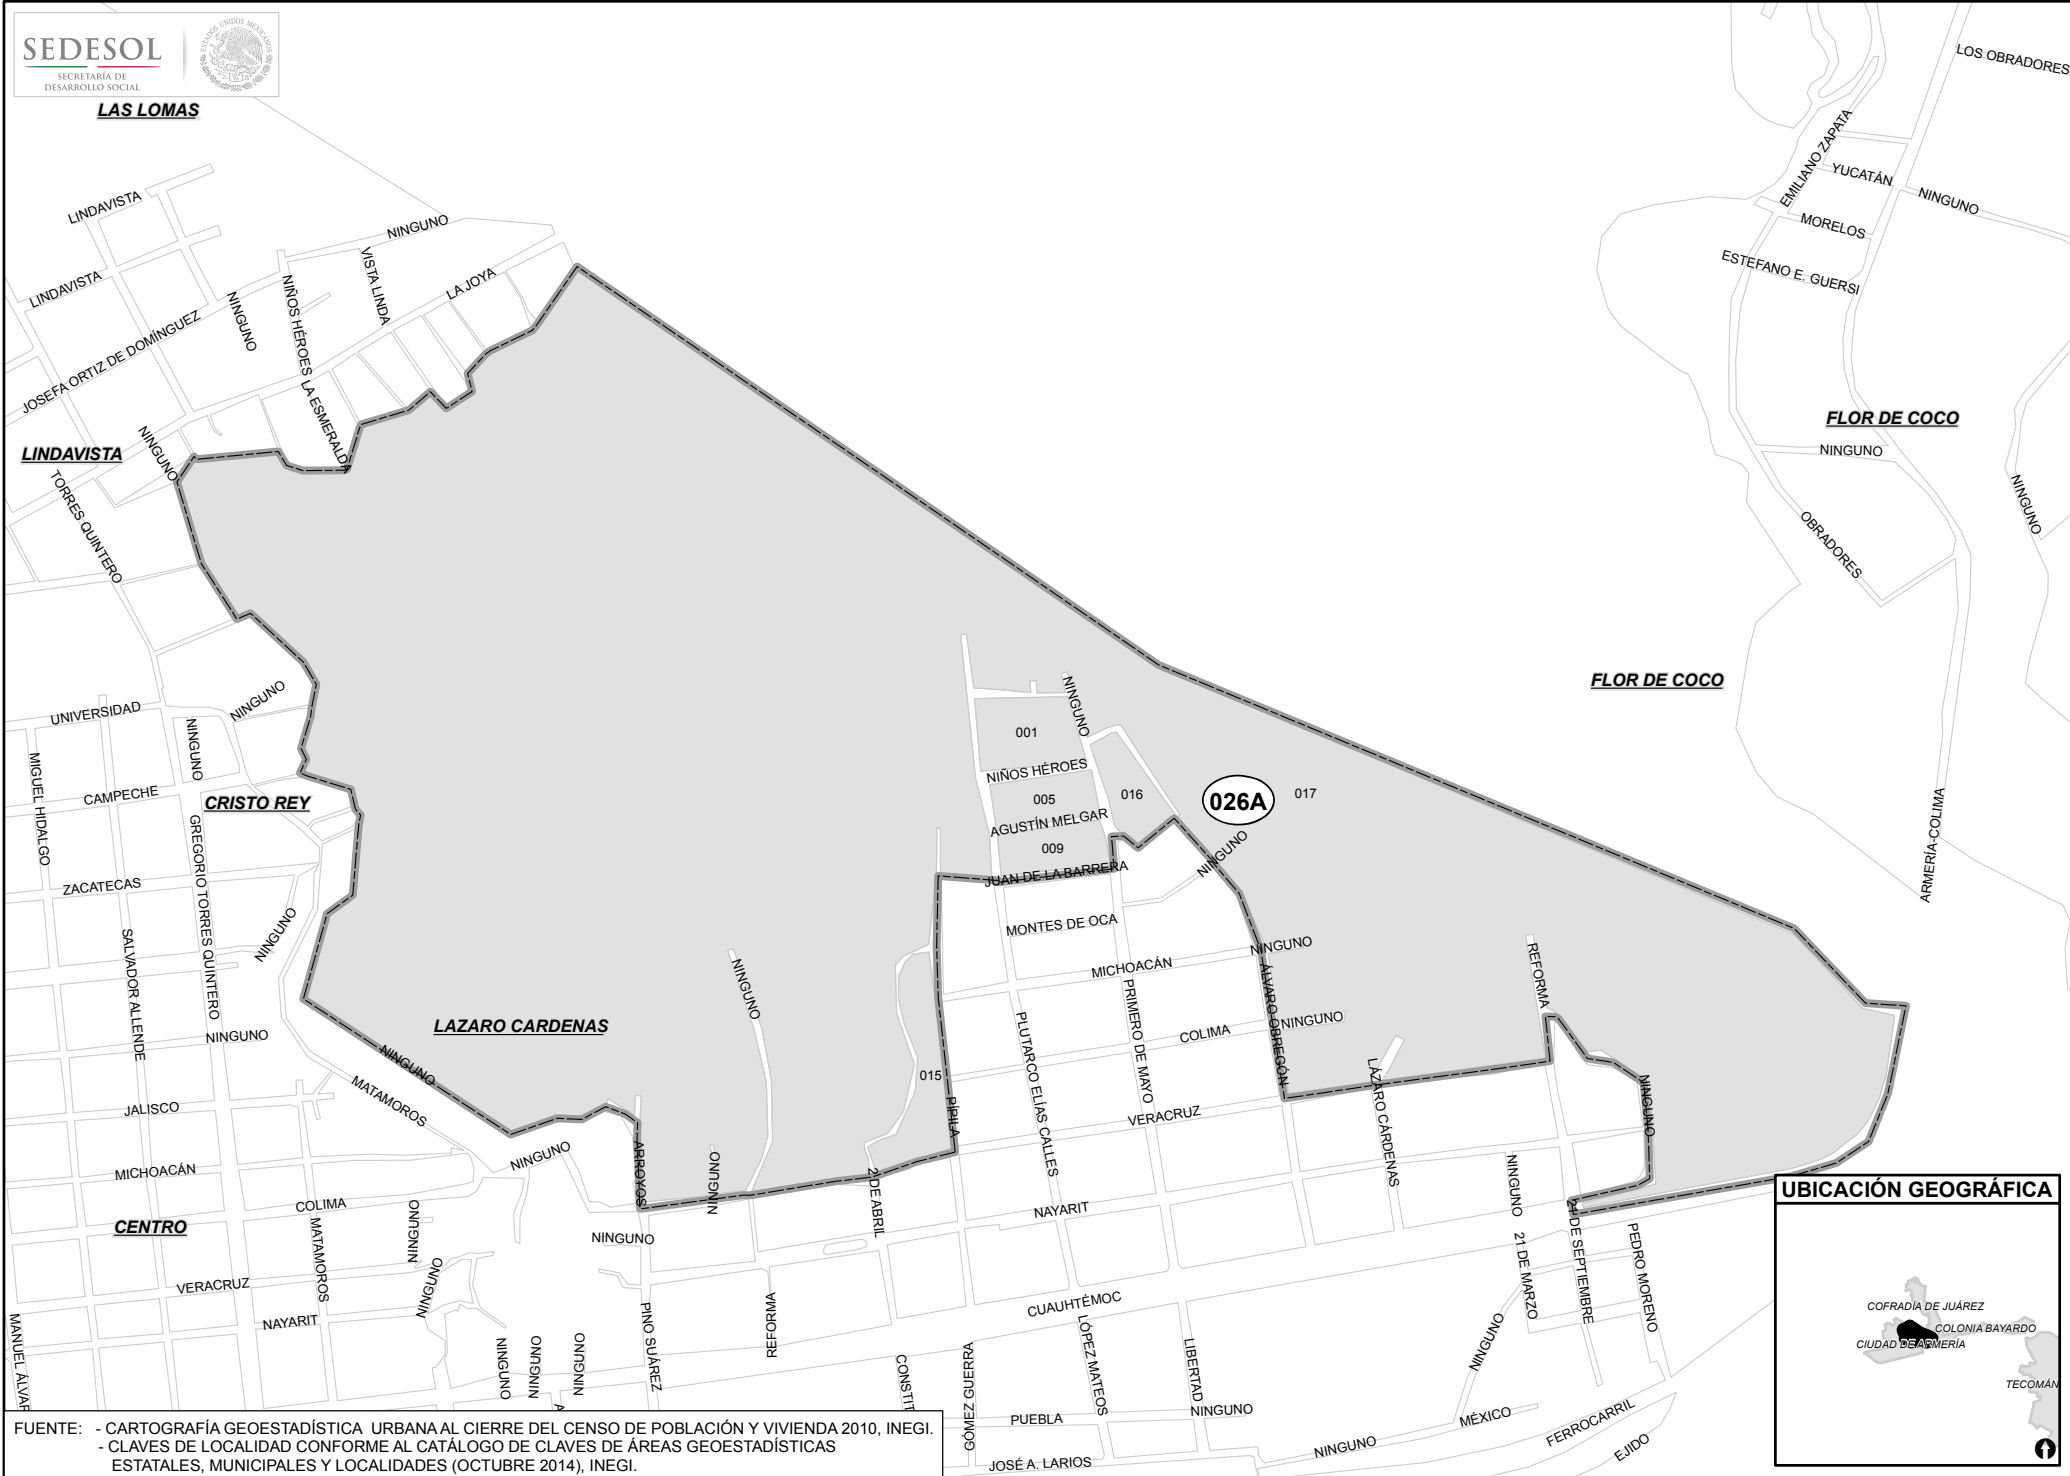 SEDESOL
SECRETARÍA DE
DESARROLLO SOCIAL
ESTADOS UNIDOS MEXICANOS
LAS LOMAS
LOS OBRADORES
EMILIANO ZAPATA
YUCATÁN
NINGUNO
MORELOS
ESTEFANO E. GUERSI
LINDAVISTA
NINGUNO
VISTA LINDA
LA JOYA
LINDAVISTA
NINGUNO
NIÑOS HÉROES
LA ESMERALDA
JOSEFA ORTIZ DE DOMÍNGUEZ
FLOR DE COCO
NINGUNO
NINGUNO
OBRADORES
LINDAVISTA
NINGUNO
TORRES QUINTERO
FLOR DE COCO
UNIVERSIDAD
NINGUNO
NINGUNO
MIGUEL HIDALGO
CAMPECHE
CRISTO REY
GREGORIO TORRES QUINTERO
ZACATECAS
NINGUNO
SALVADOR ALLENDE
NINGUNO
NINGUNO
001
NIÑOS HÉROES
005
016
026A
017
AGUSTÍN MELGAR
009
NINGUNO
JUAN DE LA BARRERA
ARMERÍA-COLIMA
MONTES DE OCA
NINGUNO
MICHOACÁN
REFORMA
NINGUNO
LAZARO CARDENAS
PLUTARCO ELÍAS CALLES
PRIMERO DE MAYO
ÁLVARO OBREGÓN
COLIMA
NINGUNO
NINGUNO
MATAMOROS
015
PÍPILA
LÁZARO CÁRDENAS
NINGUNO
JALISCO
VERACRUZ
MICHOACÁN
NINGUNO
ARROYOS
NINGUNO
2 DE ABRIL
NINGUNO
COLIMA
NINGUNO
MATAMOROS
CENTRO
NINGUNO
NAYARIT
21 DE MARZO
DE SEPTIEMBRE
PEDRO MORENO
VERACRUZ
NINGUNO
NAYARIT
CUAUHTÉMOC
MANUEL ÁLVAR
PINO SUÁREZ
REFORMA
NINGUNO
NINGUNO
NINGUNO
NINGUNO
A
CONSTIT
GÓMEZ GUERRA
LÓPEZ MATEOS
LIBERTAD
PUEBLA
NINGUNO
MÉXICO
FERROCARRIL
JOSÉ A. LARIOS
NINGUNO
EJIDO
UBICACIÓN GEOGRÁFICA
COFRADÍA DE JUÁREZ
COLONIA BAYARDO
CIUDAD DE ARMERÍA
TECOMÁN
FUENTE: - CARTOGRAFÍA GEOESTADÍSTICA URBANA AL CIERRE DEL CENSO DE POBLACIÓN Y VIVIENDA 2010, INEGI.
- CLAVES DE LOCALIDAD CONFORME AL CATÁLOGO DE CLAVES DE ÁREAS GEOESTADÍSTICAS
ESTATALES, MUNICIPALES Y LOCALIDADES (OCTUBRE 2014), INEGI.